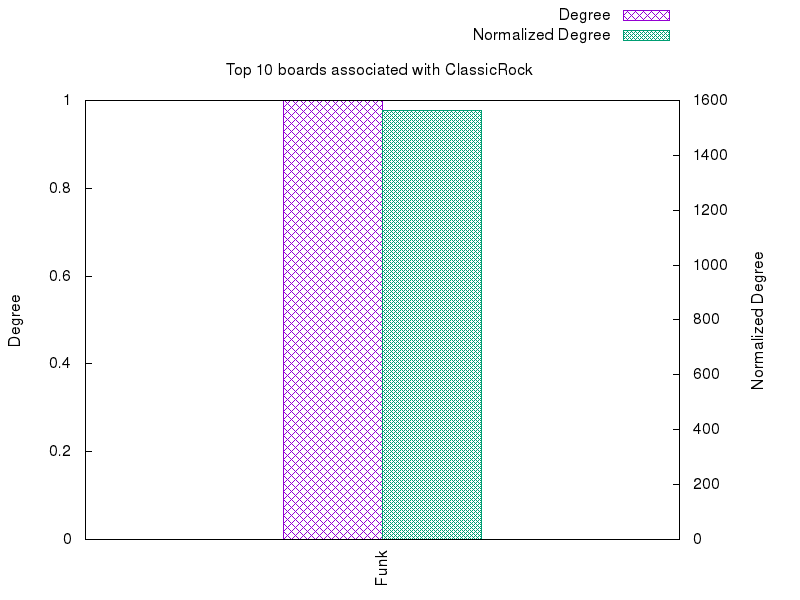 Degree
Normalized Degree
Top 10 boards associated with ClassicRock
1
0.8
0.6
0.4
0.2
0
Degree
1600
1400
1200
1000
800
600
400
200
0
Normalized Degree
Funk